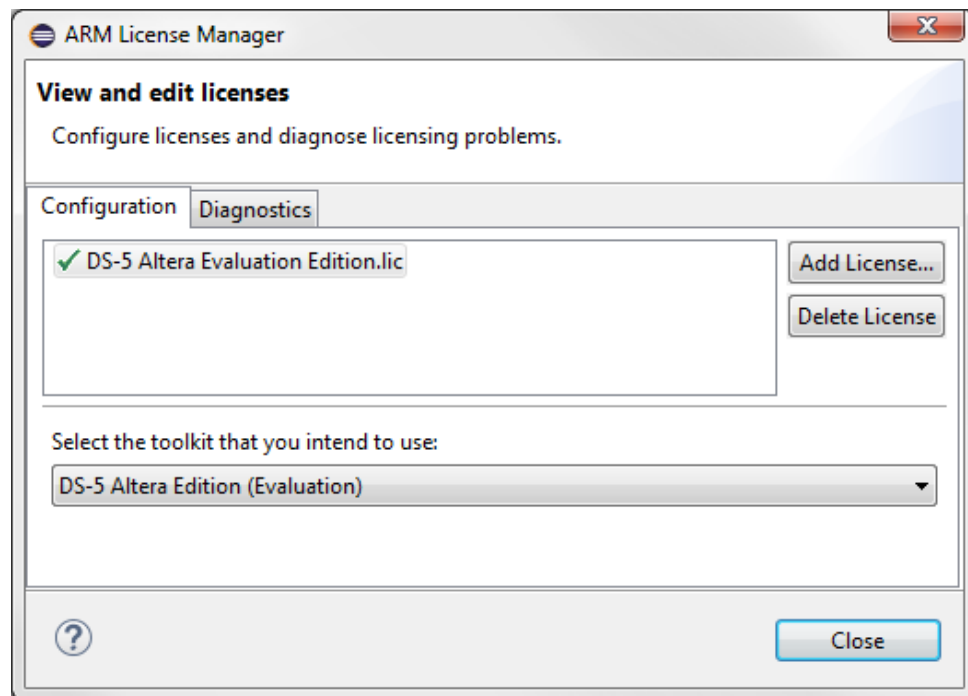 ARM License Manager
View and edit licenses
Configure licenses and diagnose licensing problems.
Configuration
Diagnostics
DS-5 Altera Evaluation Edition.lic
Add License...
Delete License
Select the toolkit that you intend to use:
DS-5 Altera Edition (Evaluation)
?
Close